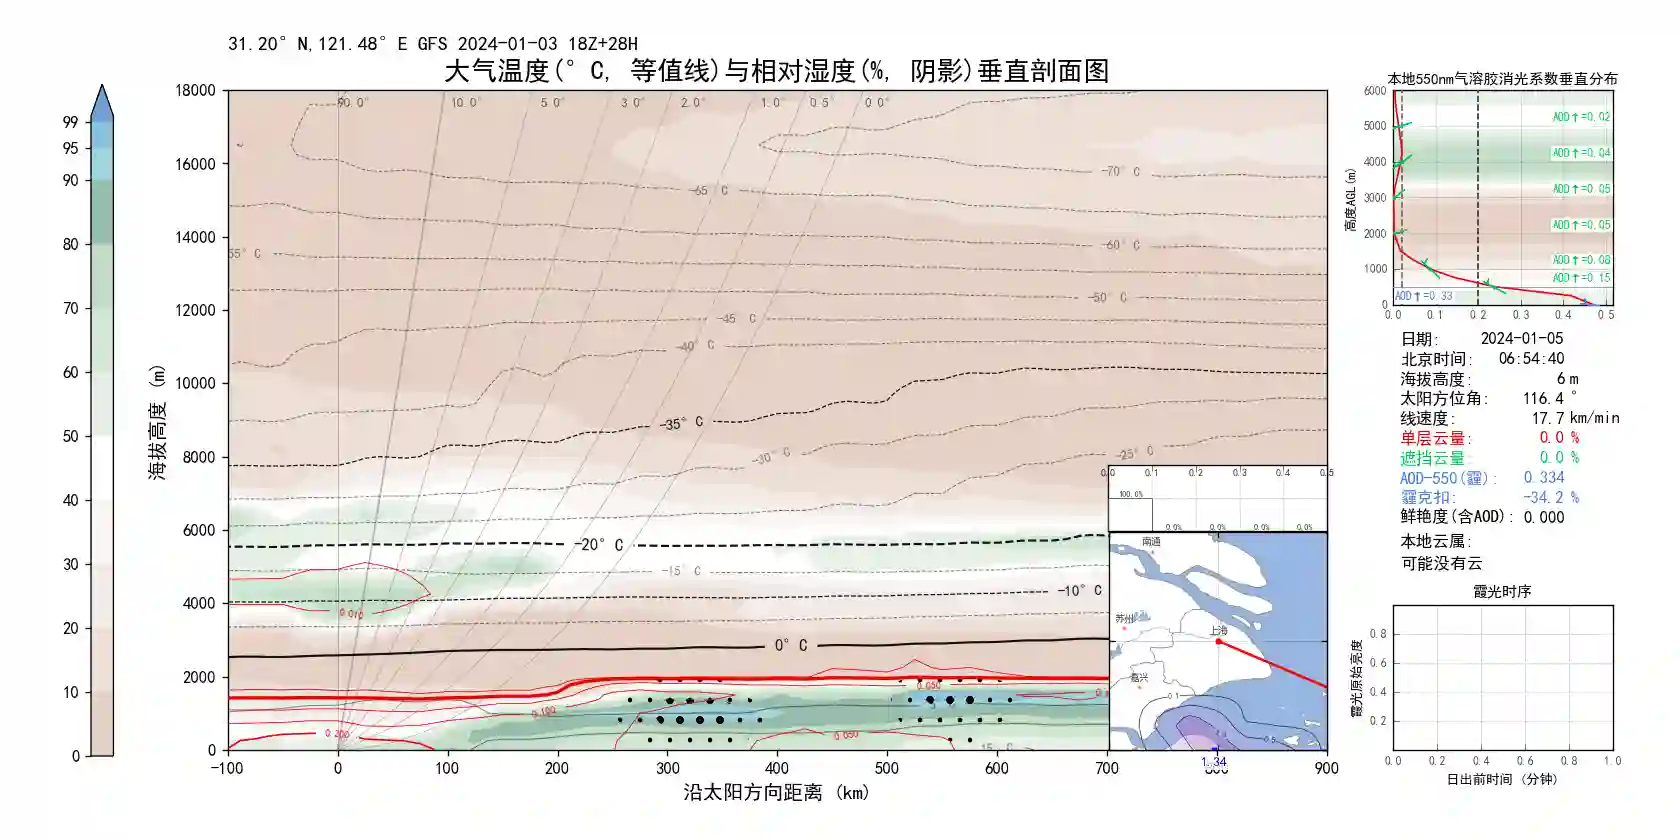 31.20° N,121.48° E GFS 2024-01-03 18Z+28H
大气温度(° C, 等值线)与相对湿度(%, 阴影)垂直剖面图
99
95
90
80
70
60
50
40
30
20
10
0
海拔高度 (m)
18000
16000
14000
12000
10000
8000
6000
4000
2000
0
90.0° 10.0° 5.0° 3.0° 2.0° 1.0° 0.5° 0.0°
-65 °C
-70° C
-60° C
55° C
-50° C
-45 °C
-40° C
-35° C
-30° C
-25° C
-20° C
-15 °C
-10° C
0° C
0.010
0.050
0.100
0.200
0.050
-100 0 100 200 300 400 500 600 700 900
沿太阳方向距离 (km)
0.0 0.1 0.2 0.3 0.4 0.5
100.0%
0.0% 0.0% 0.0% 0.0%
南通
苏州
上海
嘉兴
0.1
0.5
1.34
本地550nm气溶胶消光系数垂直分布
高度AGL(m)
6000
5000
4000
3000
2000
1000
0
AOD↑=0.02
AOD↑=0.04
AOD↑=0.05
AOD↑=0.05
AOD↑=0.08
AOD↑=0.15
AOD↑=0.33
0.0 0.1 0.2 0.3 0.4 0.5
日期: 2024-01-05
北京时间: 06:54:40
海拔高度: 6 m
太阳方位角: 116.4 °
线速度: 17.7 km/min
单层云量: 0.0 %
遮挡云量: 0.0 %
AOD-550(霾): 0.334
霾克扣: -34.2 %
鲜艳度(含AOD): 0.000
本地云属:
可能没有云
霞光时序
霞光原始亮度
0.8
0.6
0.4
0.2
0.0 0.2 0.4 0.6 0.8 1.0
日出前时间 (分钟)